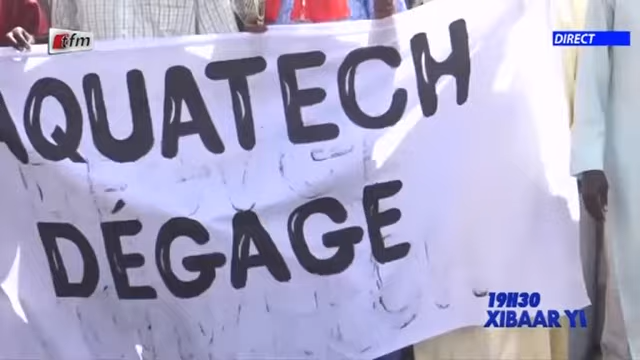 tfm
DIRECT
AQUATECH
DÉGAGE
19H30
XIBAAR YI